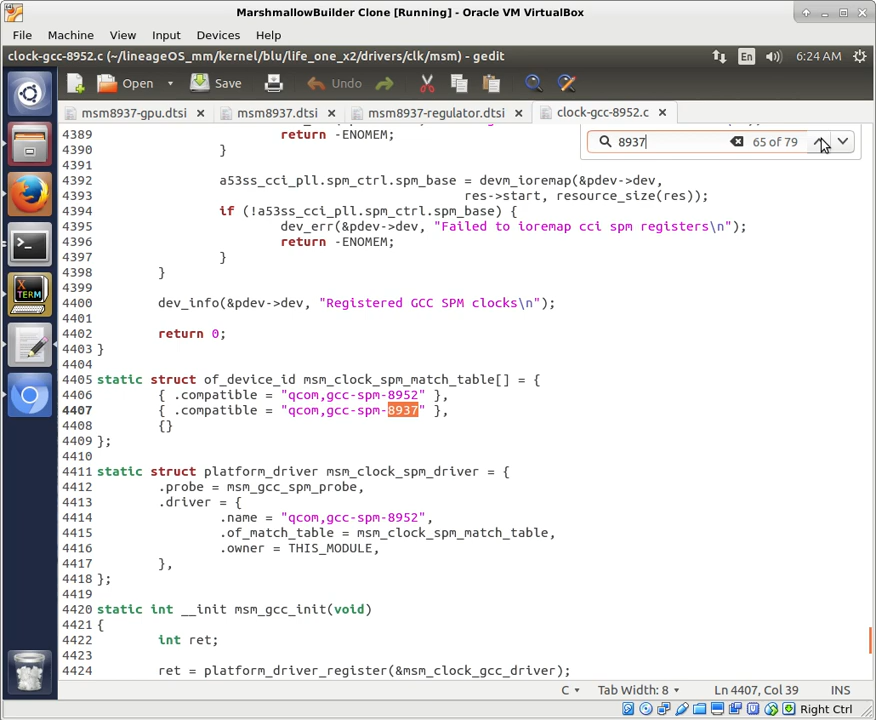 MarshmallowBuilder Clone [Running] - Oracle VM VirtualBox
File Machine View Input Devices Help
clock-gcc-8952.c (~/lineageOS_mm/kernel/blu/life_one_x2/drivers/clk/msm) - gedit
En 6:24 AM
Open Save Undo
msm8937-gpu.dtsi × msm8937.dtsi × msm8937-regulator.dtsi × clock-gcc-8952.c ×
8937 65 of 79
4389 return -ENOMEM;
4390 }
4391
4392 a53ss_cci_pll.spm_ctrl.spm_base = devm_ioremap(&pdev->dev,
4393 res->start, resource_size(res));
4394 if (!a53ss_cci_pll.spm_ctrl.spm_base) {
4395 dev_err(&pdev->dev, "Failed to ioremap cci spm registers\n");
4396 return -ENOMEM;
4397 }
4398 }
4399
4400 dev_info(&pdev->dev, "Registered GCC SPM clocks\n");
4401
4402 return 0;
4403 }
4404
4405 static struct of_device_id msm_clock_spm_match_table[] = {
4406 { .compatible = "qcom,gcc-spm-8952" },
4407 { .compatible = "qcom,gcc-spm-8937" },
4408 {}
4409 };
4410
4411 static struct platform_driver msm_clock_spm_driver = {
4412 .probe = msm_gcc_spm_probe,
4413 .driver = {
4414 .name = "qcom,gcc-spm-8952",
4415 .of_match_table = msm_clock_spm_match_table,
4416 .owner = THIS_MODULE,
4417 },
4418 };
4419
4420 static int __init msm_gcc_init(void)
4421 {
4422 int ret;
4423
4424 ret = platform_driver_register(&msm_clock_gcc_driver);
C Tab Width: 8 Ln 4407, Col 39 INS
Right Ctrl
X
TERM